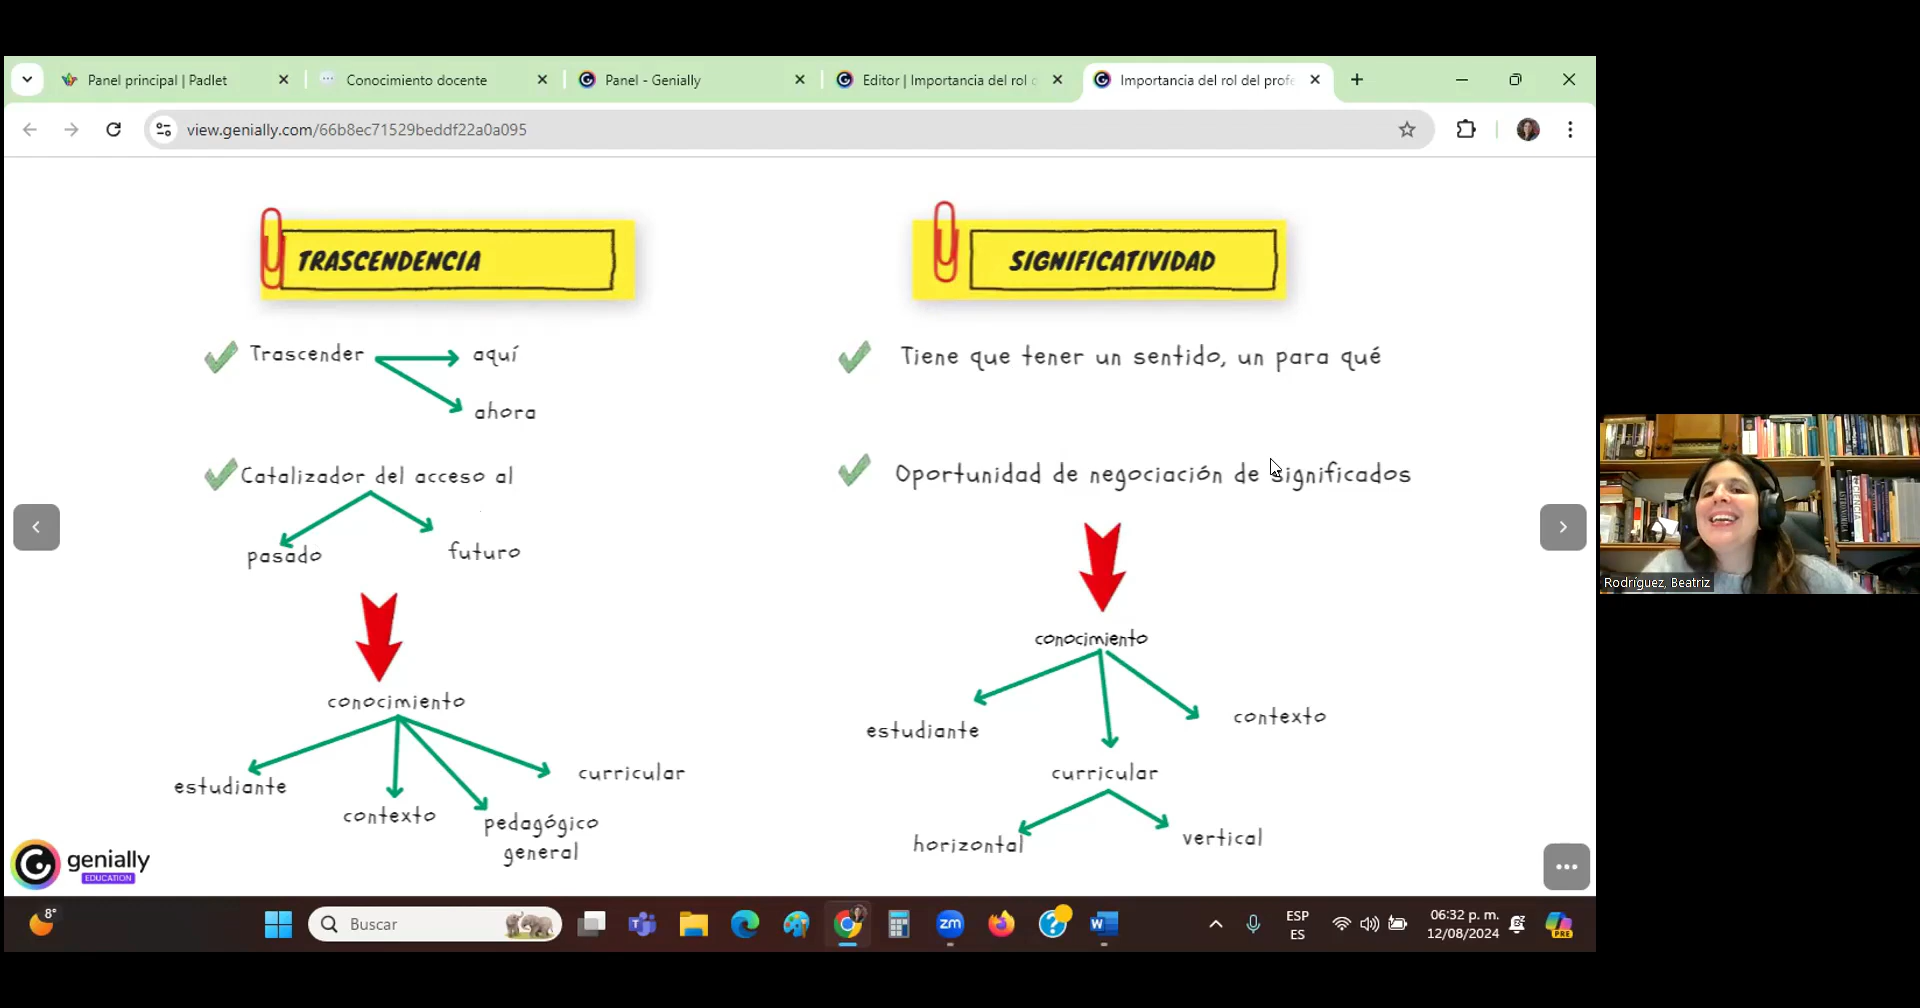 Panel principal | Padlet
Conocimiento docente
Panel - Genially
Editor | Importancia del rol
Importancia del rol del profe
view.genially.com/66b8ec71529beddf22a0a095
TRASCENDENCIA
Trascender
aquí
ahora
Catalizador del acceso al
pasado
futuro
conocimiento
estudiante
contexto
pedagógico
general
curricular
SIGNIFICATIVIDAD
Tiene que tener un sentido, un para qué
Oportunidad de negociación de significados
conocimiento
estudiante
curricular
contexto
horizontal
vertical
genially
EDUCATION
Rodríguez, Beatriz
8°
Buscar
zm
W
PRE
ESP
ES
06:32 p. m.
12/08/2024